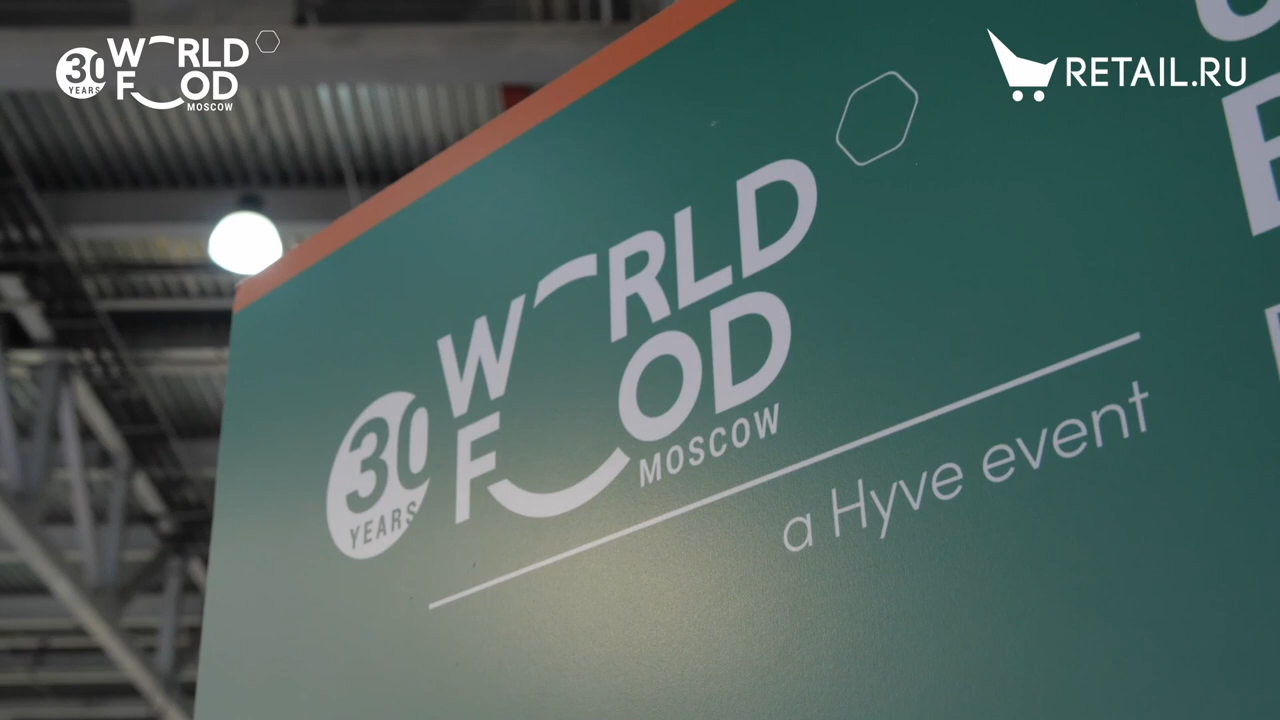 30 YEARS
WORLD
FOOD
MOSCOW
RETAIL.RU
30 YEARS
WORLD
FOOD
MOSCOW
a Hyve event